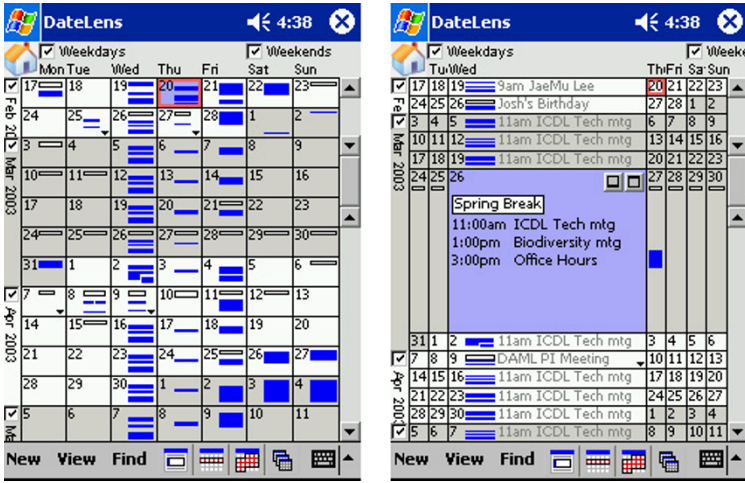 DateLens 4:38
Weekdays Weekends
Mon Tue Wed Thu Fri Sat Sun
17 18 19 20 21 22 23
24 25 26 27 28 1 2
3 4 5 6 7 8 9
10 11 12 13 14 15 16
17 18 19 20 21 22 23
24 25 26 27 28 29 30
31 1 2 3 4 5 6
7 8 9 10 11 12 13
14 15 16 17 18 19 20
21 22 23 24 25 26 27
28 29 30 1 2 3 4
5 6 7 8 9 10 11
Feb 20
Mar 2003
Apr 2003
Ma
New View Find
DateLens 4:38
Weekdays Weeke
Tu Wed Thu Fri Sa Sun
17 18 19 9am JaeMu Lee 20 21 22 23
24 25 26 Josh's Birthday 27 28 1 2
3 4 5 11am ICDL Tech mtg 6 7 8 9
10 11 12 11am ICDL Tech mtg 13 14 15 16
17 18 19 11am ICDL Tech mtg 20 21 22 23
24 25 26 27 28 29 30
Spring Break
11:00am ICDL Tech mtg
1:00pm Biodiversity mtg
3:00pm Office Hours
31 1 2 11am ICDL Tech mtg 3 4 5 6
7 8 9 DAML PI Meeting 10 11 12 13
14 15 16 11am ICDL Tech mtg 17 18 19 20
21 22 23 11am ICDL Tech mtg 24 25 26 27
28 29 30 11am ICDL Tech mtg 1 2 3 4
5 6 7 11am ICDL Tech mtg 8 9 10 11
Fe
Mar 2003
Apr 2003
New View Find